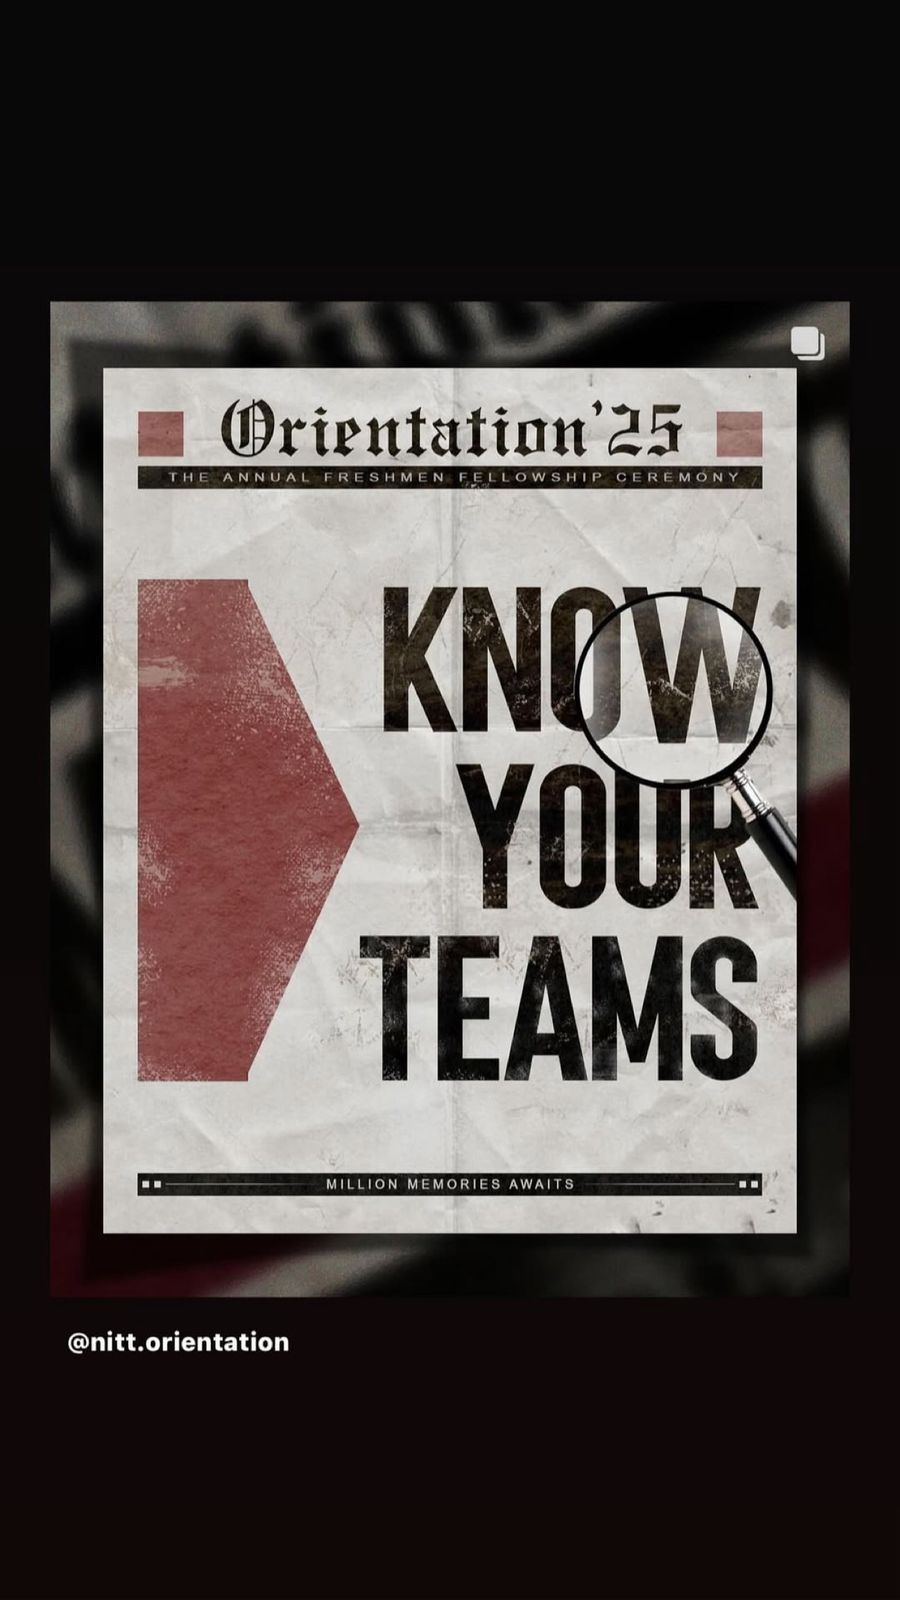 Orientation'25
THE ANNUAL FRESHMEN FELLOWSHIP CEREMONY
KNOW
YOUR
TEAMS
MILLION MEMORIES AWAITS
@nitt.orientation